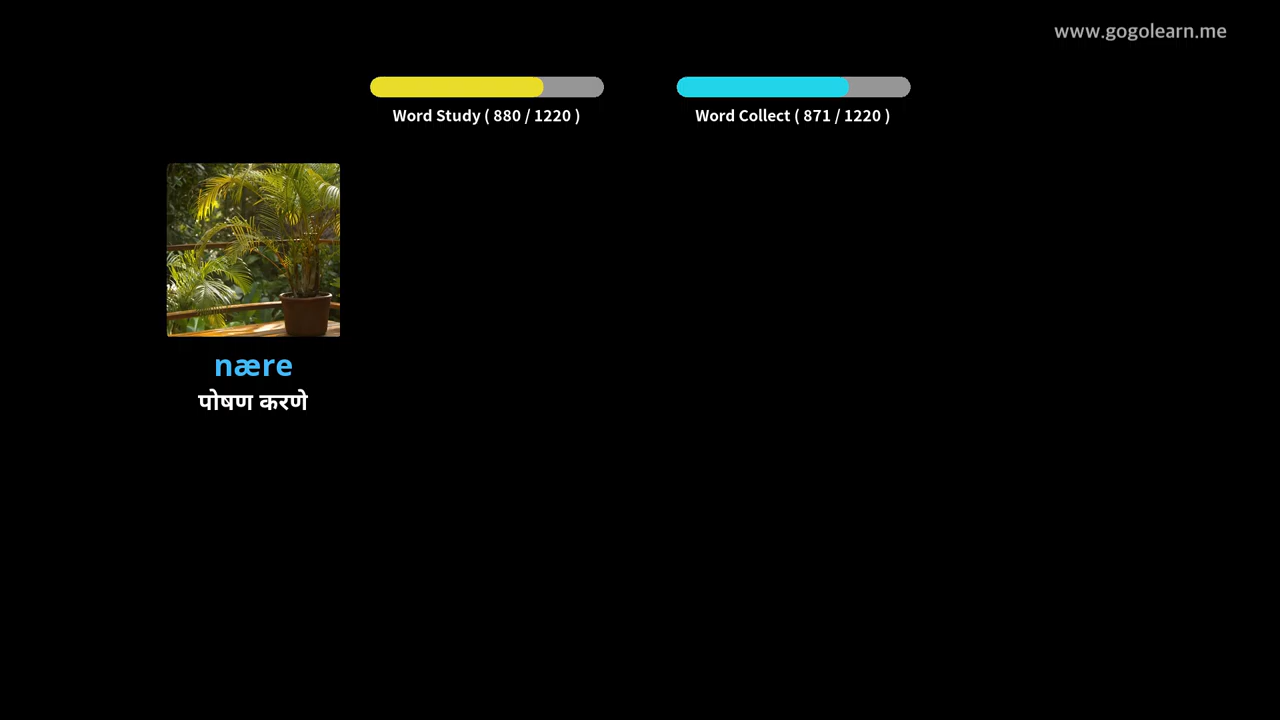 www.gogolearn.me
Word Study ( 880 / 1220 )
Word Collect ( 871 / 1220 )
nære
पोषण करणे